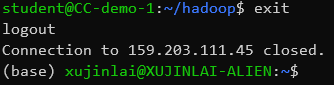 student@CC-demo-1:~/hadoop$ exit
logout
Connection to 159.203.111.45 closed.
(base) xujinlai@XUJINLAI-ALIEN:~$